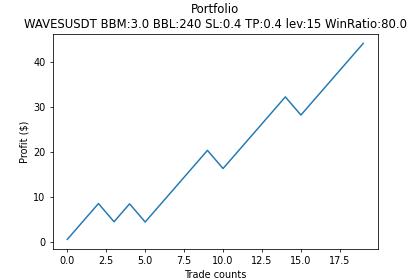 Portfolio
WAVESUSDT BBM:3.0 BBL:240 SL:0.4 TP:0.4 lev:15 WinRatio:80.0
40
30
20
10
0
Profit ($)
0.0 2.5 5.0 7.5 10.0 12.5 15.0 17.5
Trade counts